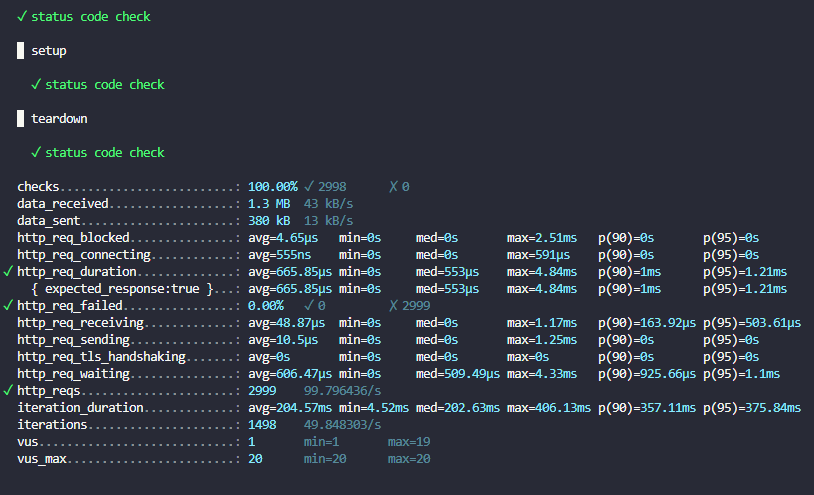 ✓ status code check
█ setup
✓ status code check
█ teardown
✓ status code check
checks.........................: 100.00% ✓ 2998 ✗ 0
data_received..................: 1.3 MB 43 kB/s
data_sent......................: 380 kB 13 kB/s
http_req_blocked...............: avg=4.65µs min=0s med=0s max=2.51ms p(90)=0s p(95)=0s
http_req_connecting............: avg=555ns min=0s med=0s max=591µs p(90)=0s p(95)=0s
✓ http_req_duration..............: avg=665.85µs min=0s med=553µs max=4.84ms p(90)=1ms p(95)=1.21ms
{ expected_response:true }...: avg=665.85µs min=0s med=553µs max=4.84ms p(90)=1ms p(95)=1.21ms
✓ http_req_failed................: 0.00% ✓ 0 ✗ 2999
http_req_receiving.............: avg=48.87µs min=0s med=0s max=1.17ms p(90)=163.92µs p(95)=503.61µs
http_req_sending...............: avg=10.5µs min=0s med=0s max=1.25ms p(90)=0s p(95)=0s
http_req_tls_handshaking.......: avg=0s min=0s med=0s max=0s p(90)=0s p(95)=0s
http_req_waiting...............: avg=606.47µs min=0s med=509.49µs max=4.33ms p(90)=925.66µs p(95)=1.1ms
✓ http_reqs......................: 2999 99.796436/s
iteration_duration.............: avg=204.57ms min=4.52ms med=202.63ms max=406.13ms p(90)=357.11ms p(95)=375.84ms
iterations.....................: 1498 49.848303/s
vus............................: 1 min=1 max=19
vus_max........................: 20 min=20 max=20